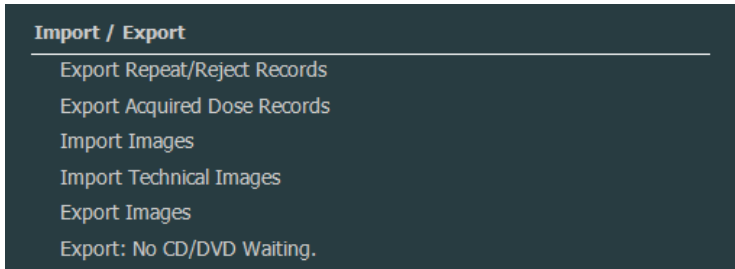 Import / Export
Export Repeat/Reject Records
Export Acquired Dose Records
Import Images
Import Technical Images
Export Images
Export: No CD/DVD Waiting.